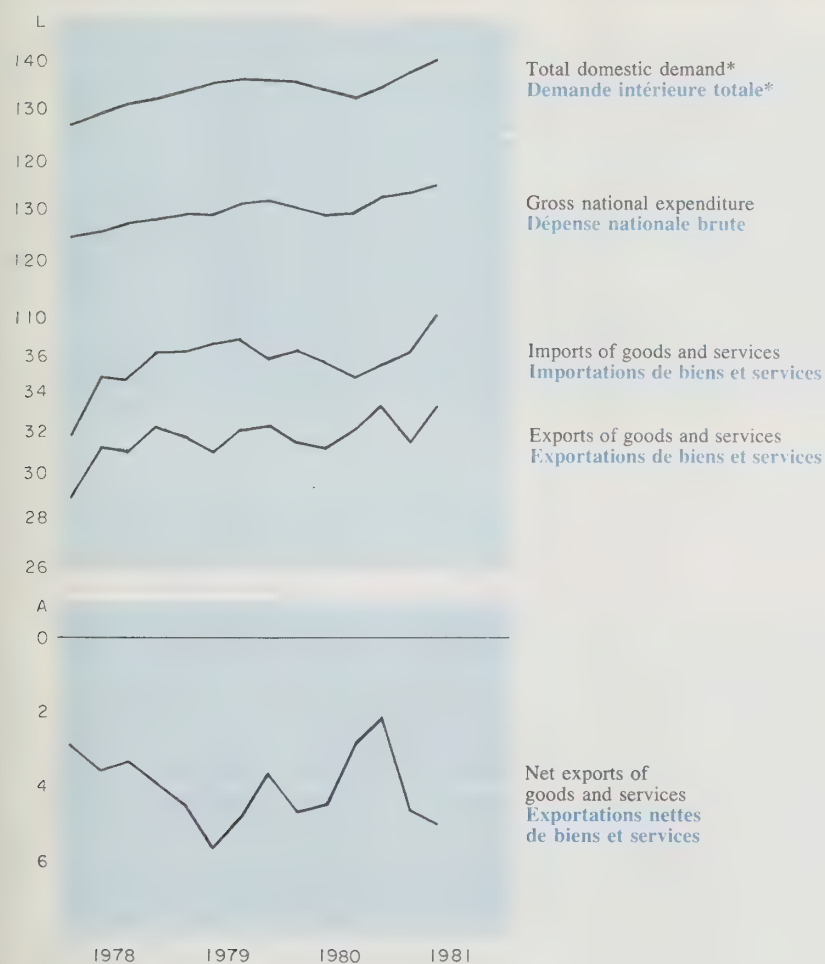 L
140
130
120
130
120
110
36
34
32
30
28
26
Total domestic demand*
Demande intérieure totale*
Gross national expenditure
Dépense nationale brute
Imports of goods and services
Importations de biens et services
Exports of goods and services
Exportations de biens et services
A
0
2
4
6
Net exports of
goods and services
Exportations nettes
de biens et services
1978 1979 1980 1981